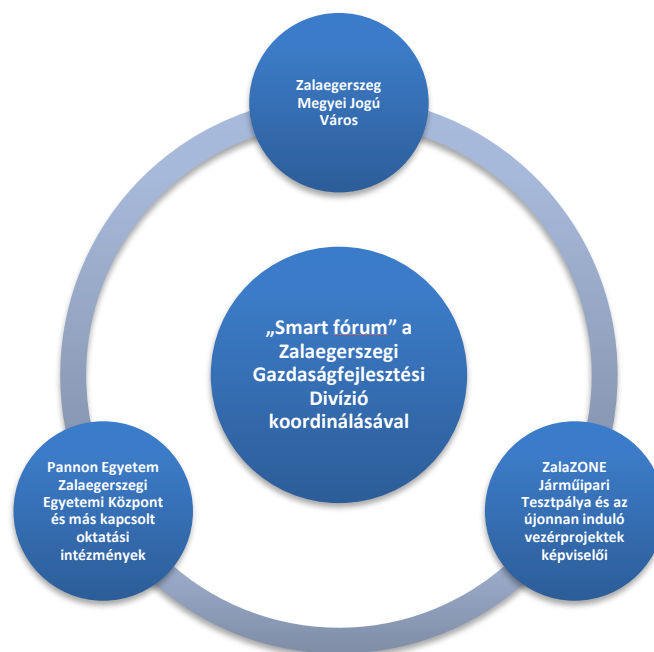 Zalaegerszeg
Megyei Jogú
Város
„Smart fórum” a
Zalaegerszegi
Gazdaságfejlesztési
Divízió
koordinálásával
Pannon Egyetem
Zalaegerszegi
Egyetemi Központ
és más kapcsolt
oktatási
intézmények
ZalaZONE
Járműipari
Tesztpálya és az
újonnan induló
vezérprojektek
képviselői